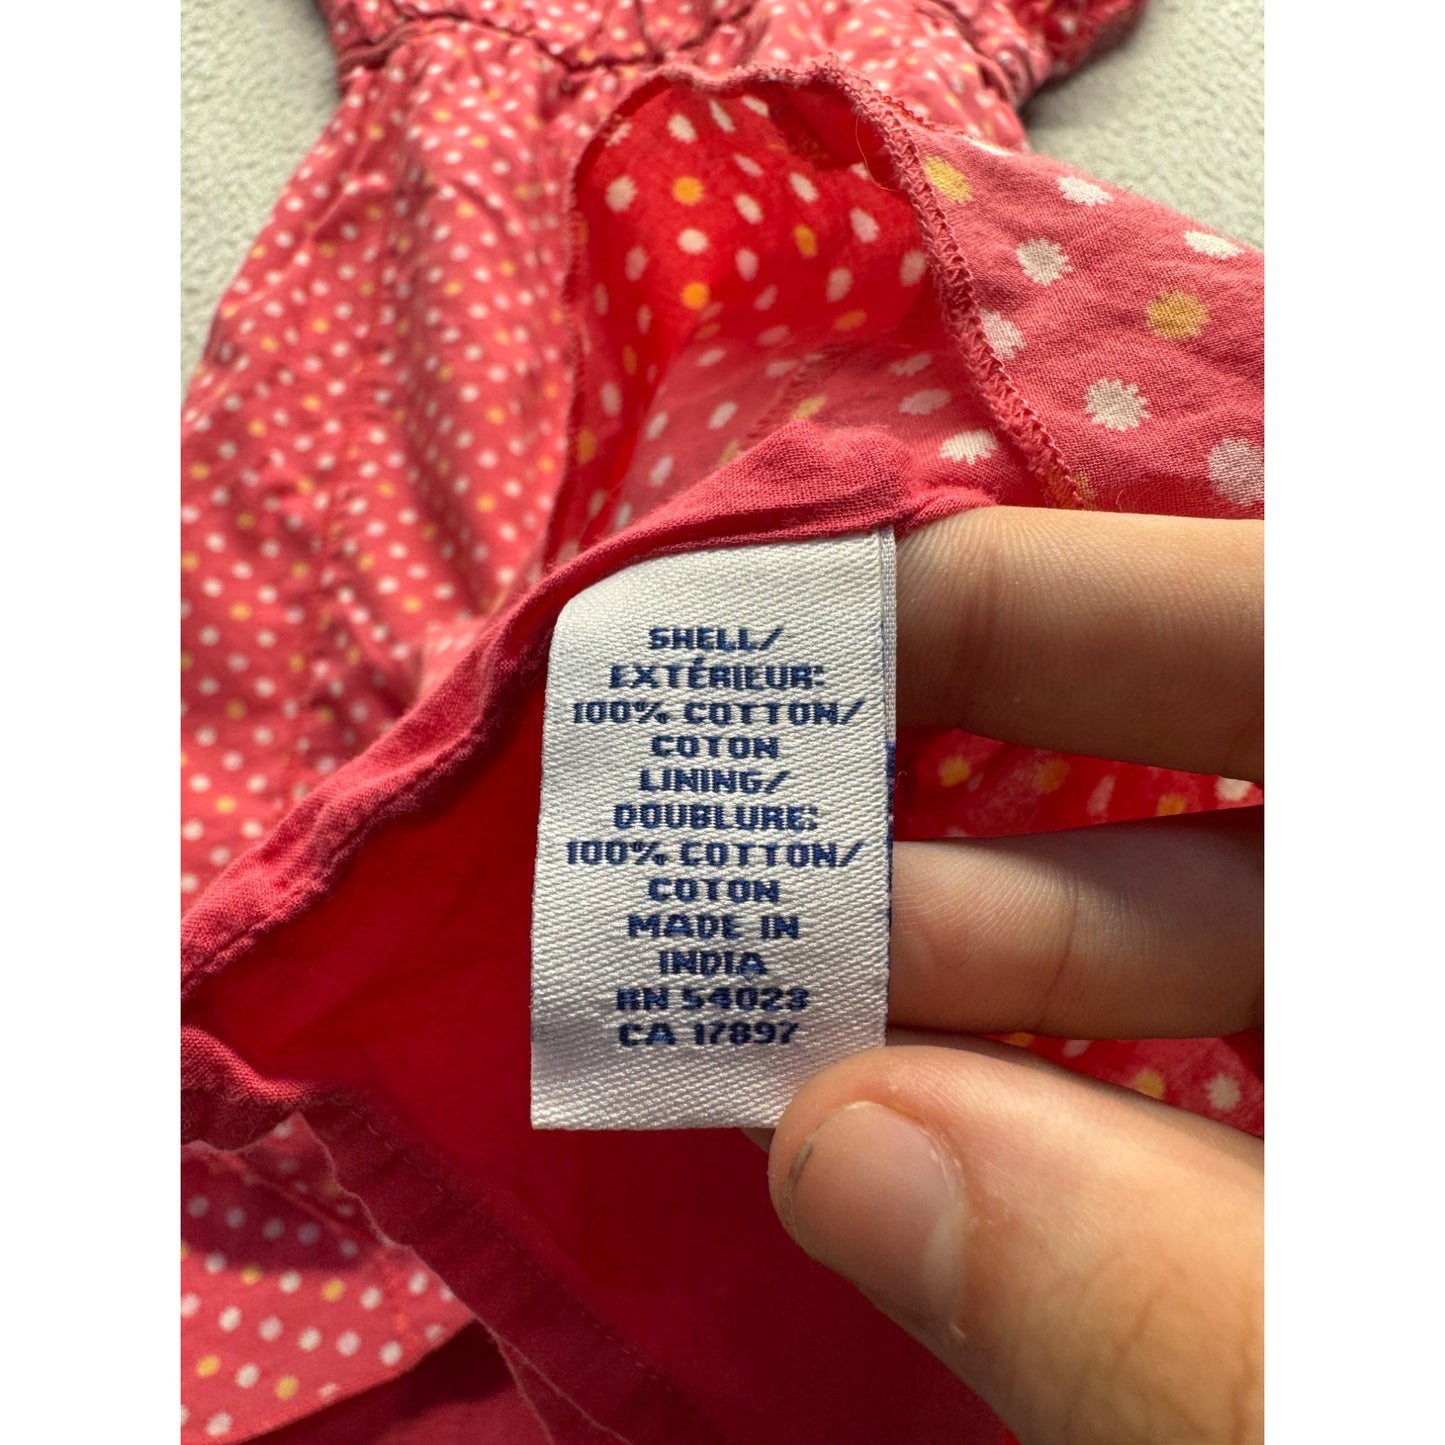 SHELL/
EXTÉRIEUR:
100% COTTON/
COTON
LINING/
DOUBLURE:
100% COTTON/
COTON
MADE IN
INDIA
RN 54023
CA 17897